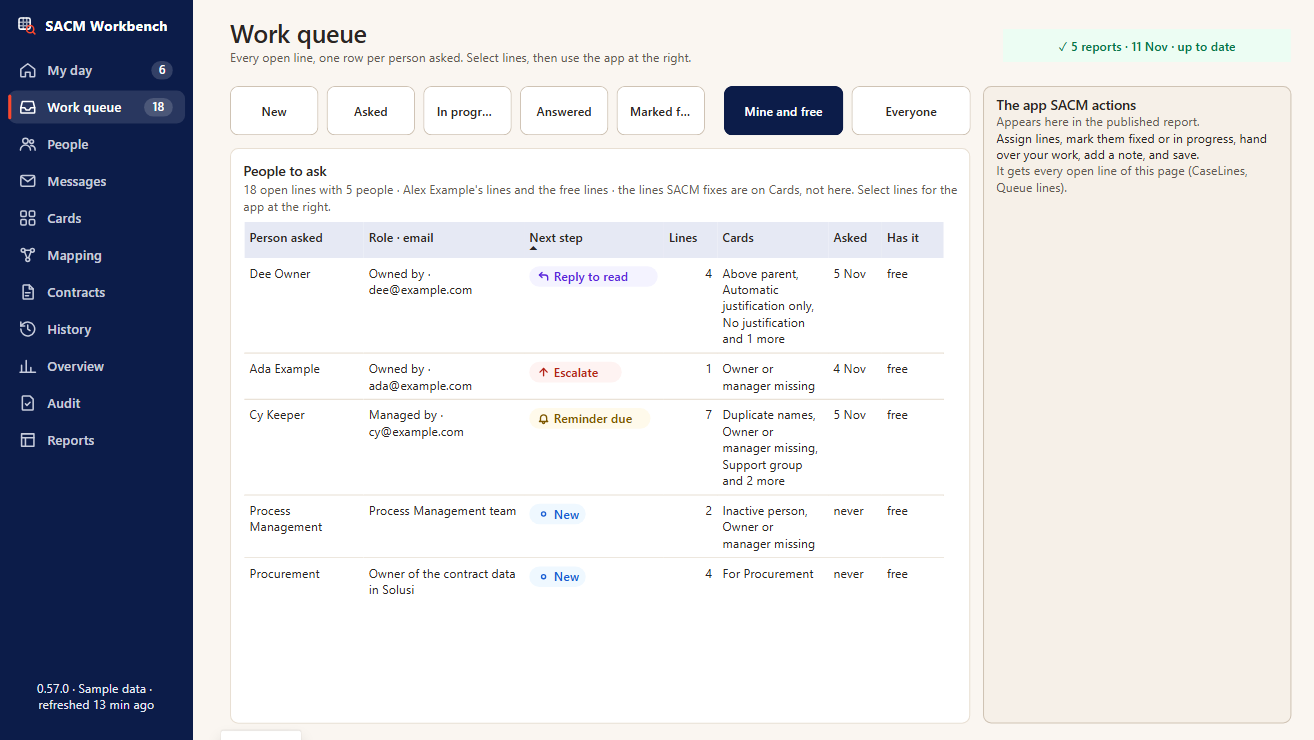 SACM Workbench
My day 6
Work queue 18
People
Messages
Cards
Mapping
Contracts
History
Overview
Audit
Reports
0.57.0 · Sample data ·
refreshed 13 min ago
Work queue
Every open line, one row per person asked. Select lines, then use the app at the right.
✓ 5 reports · 11 Nov · up to date
New
Asked
In progr...
Answered
Marked f...
Mine and free
Everyone
People to ask
18 open lines with 5 people · Alex Example's lines and the free lines · the lines SACM fixes are on Cards, not here. Select lines for the
app at the right.
Person asked Role · email Next step Lines Cards Asked Has it
Dee Owner Owned by · Reply to read 4 Above parent, 5 Nov free
dee@example.com Automatic
justification only,
No justification
and 1 more
Ada Example Owned by · Escalate 1 Owner or 4 Nov free
ada@example.com manager missing
Cy Keeper Managed by · Reminder due 7 Duplicate names, 5 Nov free
cy@example.com Owner or
manager missing,
Support group
and 2 more
Process Process Management team New 2 Inactive person, never free
Management Owner or
manager missing
Procurement Owner of the contract data New 4 For Procurement never free
in Solusi
The app SACM actions
Appears here in the published report.
Assign lines, mark them fixed or in progress, hand
over your work, add a note, and save.
It gets every open line of this page (CaseLines,
Queue lines).